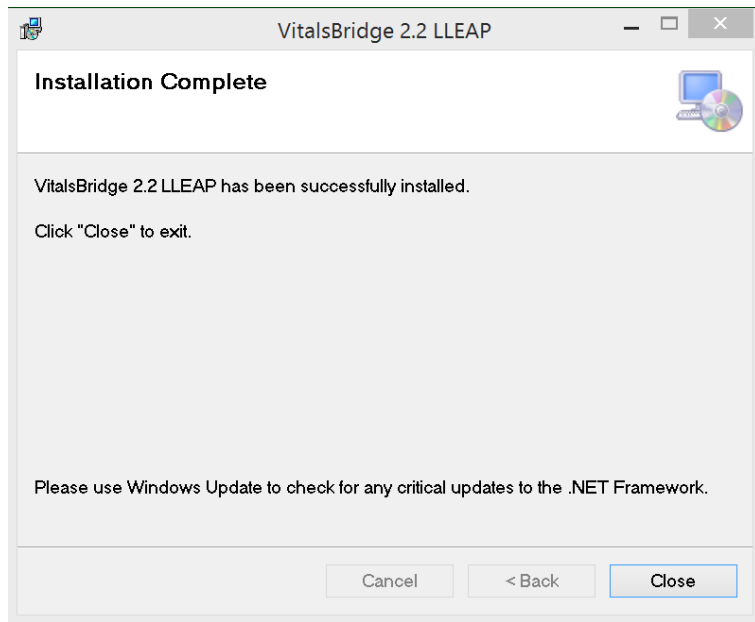 VitalsBridge 2.2 LLEAP
Installation Complete
VitalsBridge 2.2 LLEAP has been successfully installed.
Click "Close" to exit.
Please use Windows Update to check for any critical updates to the .NET Framework.
Cancel
< Back
Close